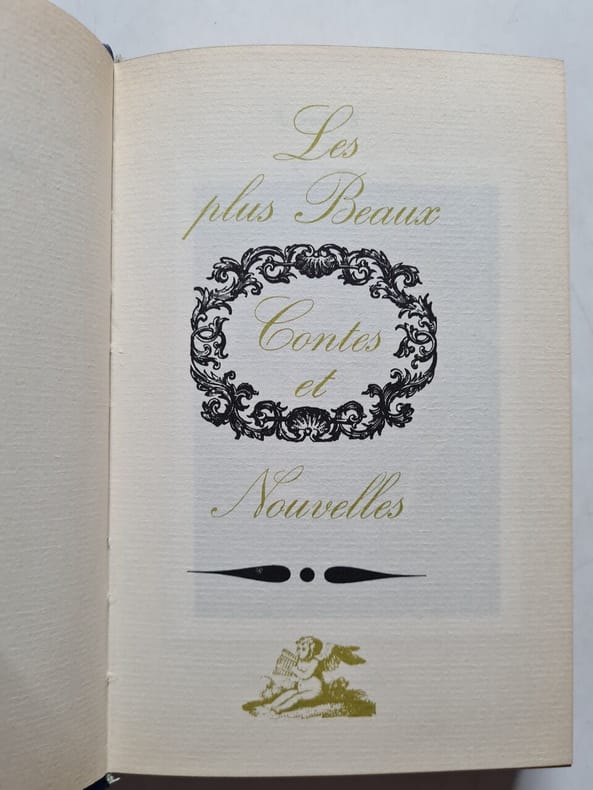 Les
plus Beaux
Contes
et
Nouvelles